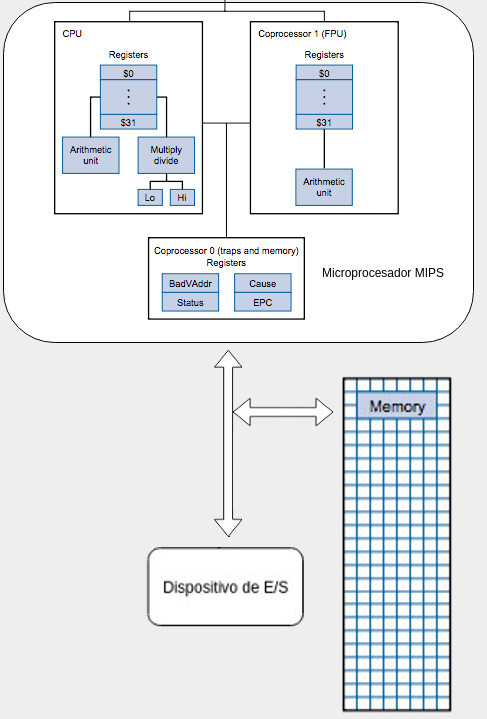 CPU
Registers
$0
$31
Arithmetic
unit
Multiply
divide
Lo
Hi
Coprocessor 1 (FPU)
Registers
$0
$31
Arithmetic
unit
Coprocessor 0 (traps and memory)
Registers
BadVAddr
Cause
Status
EPC
Microprocesador MIPS
Memory
Dispositivo de E/S